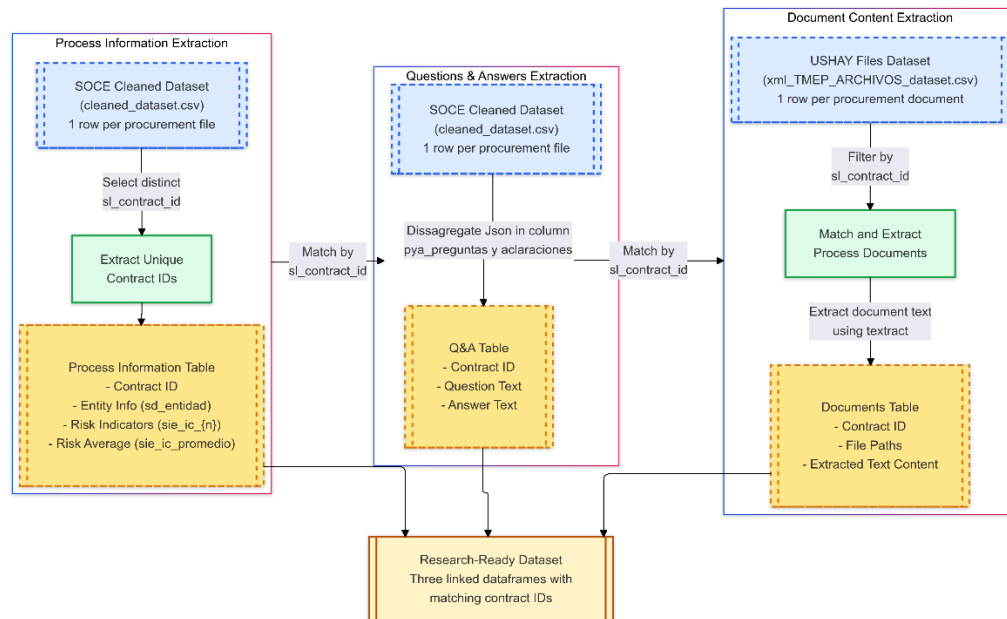 Process Information Extraction
SOCE Cleaned Dataset
(cleaned_dataset.csv)
1 row per procurement file
Select distinct
sl_contract_id
Extract Unique
Contract IDs
Process Information Table
- Contract ID
- Entity Info (sd_entidad)
- Risk Indicators (sie_ic_{n})
- Risk Average (sie_ic_promedio)
Match by
sl_contract_id
Questions & Answers Extraction
SOCE Cleaned Dataset
(cleaned_dataset.csv)
1 row per procurement file
Dissagregate Json in column
pya_preguntas y aclaraciones
Q&A Table
- Contract ID
- Question Text
- Answer Text
Match by
sl_contract_id
Document Content Extraction
USHAY Files Dataset
(xml_TMEP_ARCHIVOS_dataset.csv)
1 row per procurement document
Filter by
sl_contract_id
Match and Extract
Process Documents
Extract document text
using textract
Documents Table
- Contract ID
- File Paths
- Extracted Text Content
Research-Ready Dataset
Three linked dataframes with
matching contract IDs